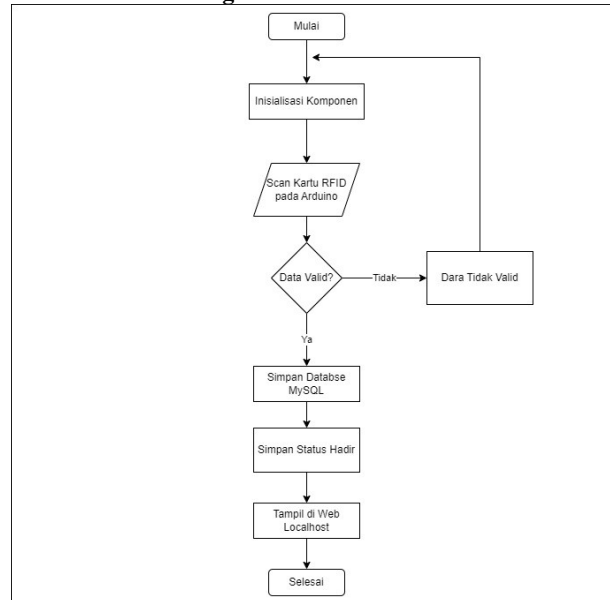 Mulai
Inisialisasi Komponen
Scan Kartu RFID
pada Arduino
Data Valid?
Tidak
Dara Tidak Valid
Ya
Simpan Databse
MySQL
Simpan Status Hadir
Tampil di Web
Localhost
Selesai